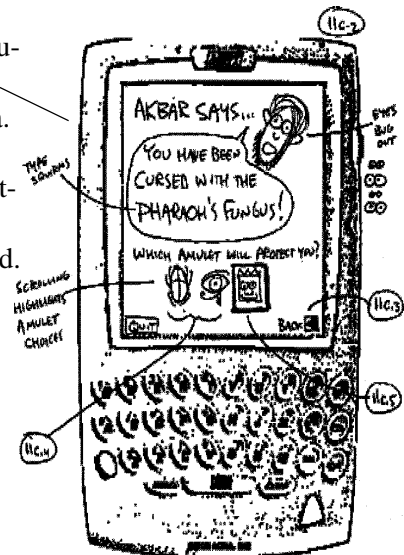 11C.2
u-
AKBAR SAYS...
EYES
BUG
OUT
YOU HAVE BEEN
CURSED WITH THE
PHARAOH'S FUNGUS!
TYPE
SQUIRMS
t-
WHICH AMULET WILL PROTECT YOU?
d.
SCROLLING
HIGHLIGHTS
AMULET
CHOICES
QUIT
BACK
11C.3
11C.4
11C.5